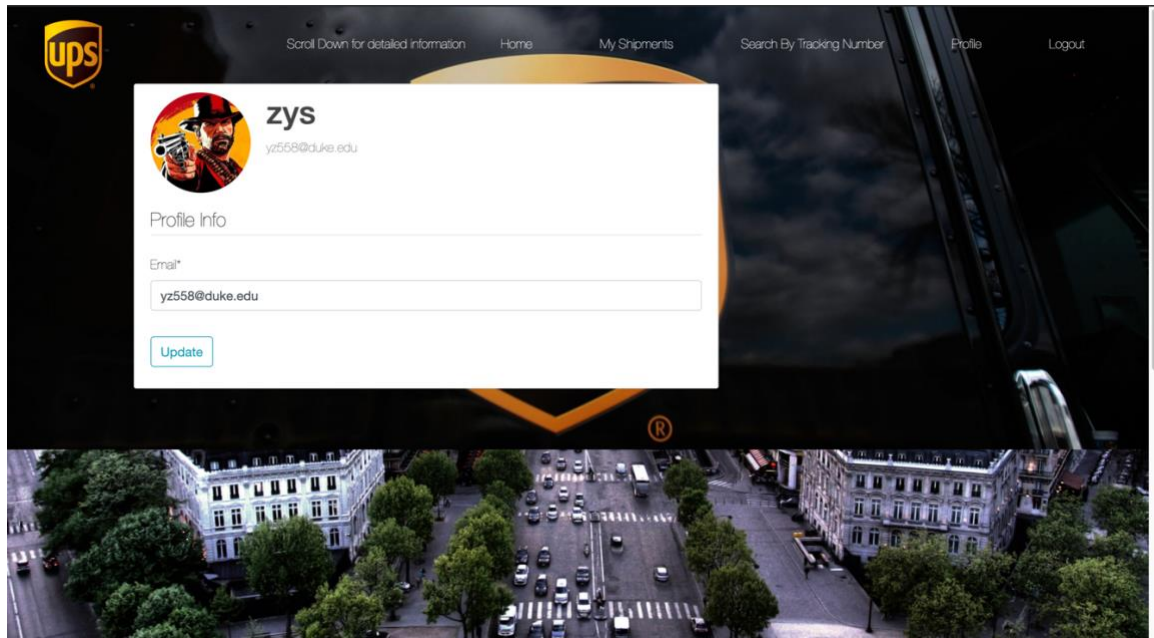 ups
Scroll Down for detailed information Home My Shipments Search By Tracking Number Profile Logout
zys
yz558@duke.edu
Profile Info
Email*
yz558@duke.edu
Update
®